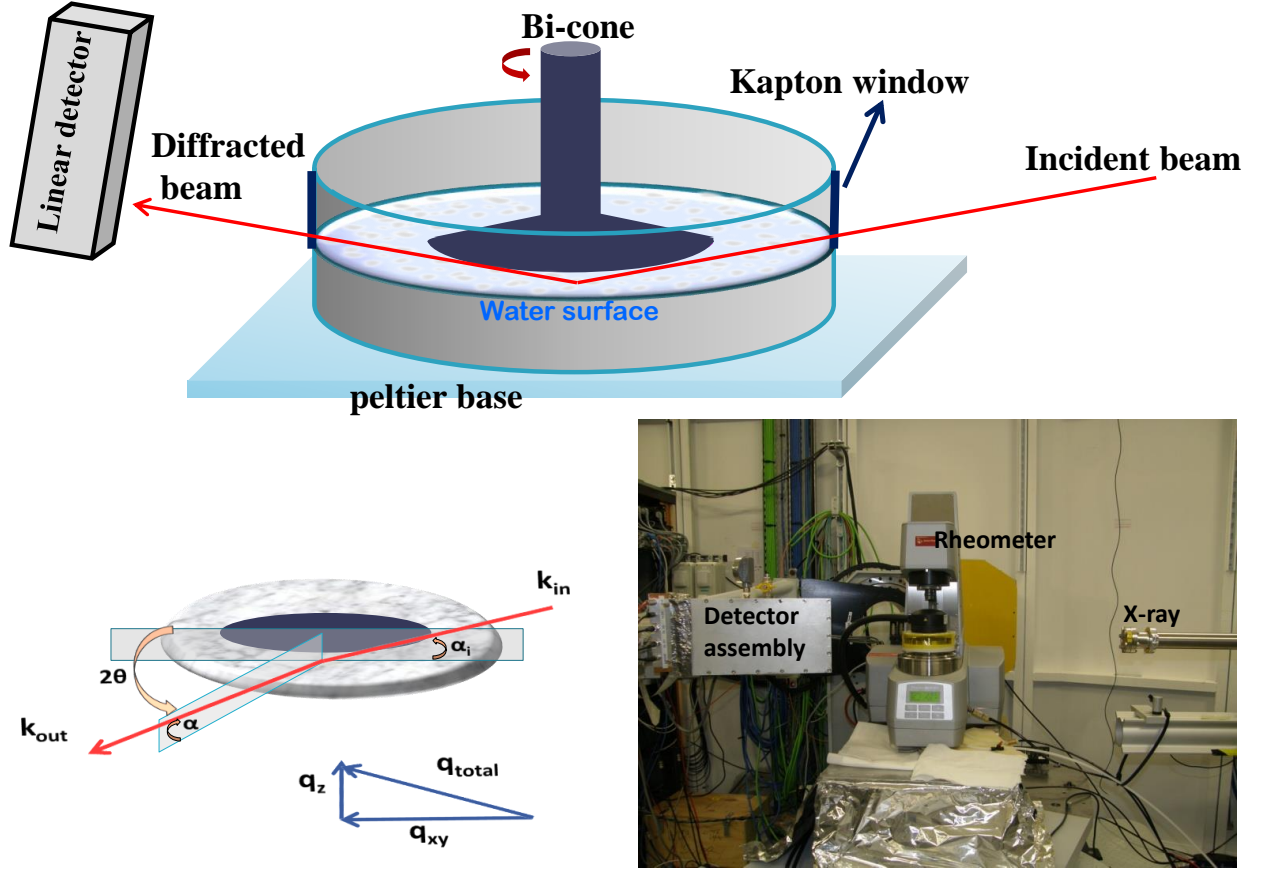 Bi-cone
Kapton window
Linear detector
Diffracted
beam
Incident beam
Water surface
peltier base
k_in
α_i
2θ
α
k_out
q_z
q_total
q_xy
Rheometer
X-ray
Detector
assembly